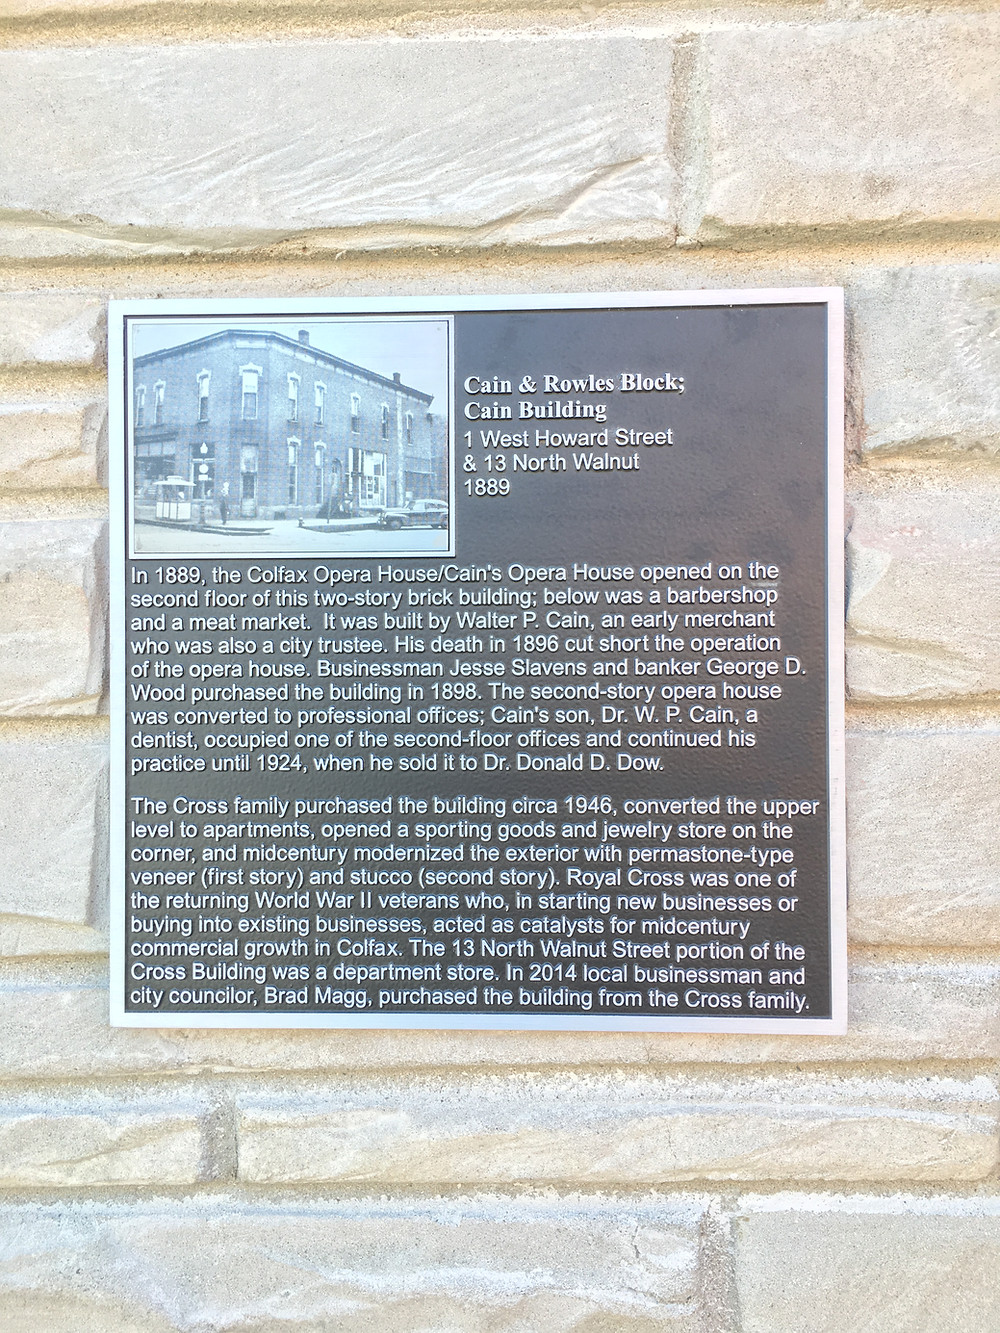 Cain & Rowles Block;
Cain Building
1 West Howard Street
& 13 North Walnut
1889
In 1889, the Colfax Opera House/Cain's Opera House opened on the
second floor of this two-story brick building; below was a barbershop
and a meat market. It was built by Walter P. Cain, an early merchant
who was also a city trustee. His death in 1896 cut short the operation
of the opera house. Businessman Jesse Slavens and banker George D.
Wood purchased the building in 1898. The second-story opera house
was converted to professional offices; Cain's son, Dr. W. P. Cain, a
dentist, occupied one of the second-floor offices and continued his
practice until 1924, when he sold it to Dr. Donald D. Dow.
The Cross family purchased the building circa 1946, converted the upper
level to apartments, opened a sporting goods and jewelry store on the
corner, and midcentury modernized the exterior with permastone-type
veneer (first story) and stucco (second story). Royal Cross was one of
the returning World War II veterans who, in starting new businesses or
buying into existing businesses, acted as catalysts for midcentury
commercial growth in Colfax. The 13 North Walnut Street portion of the
Cross Building was a department store. In 2014 local businessman and
city councilor, Brad Magg, purchased the building from the Cross family.